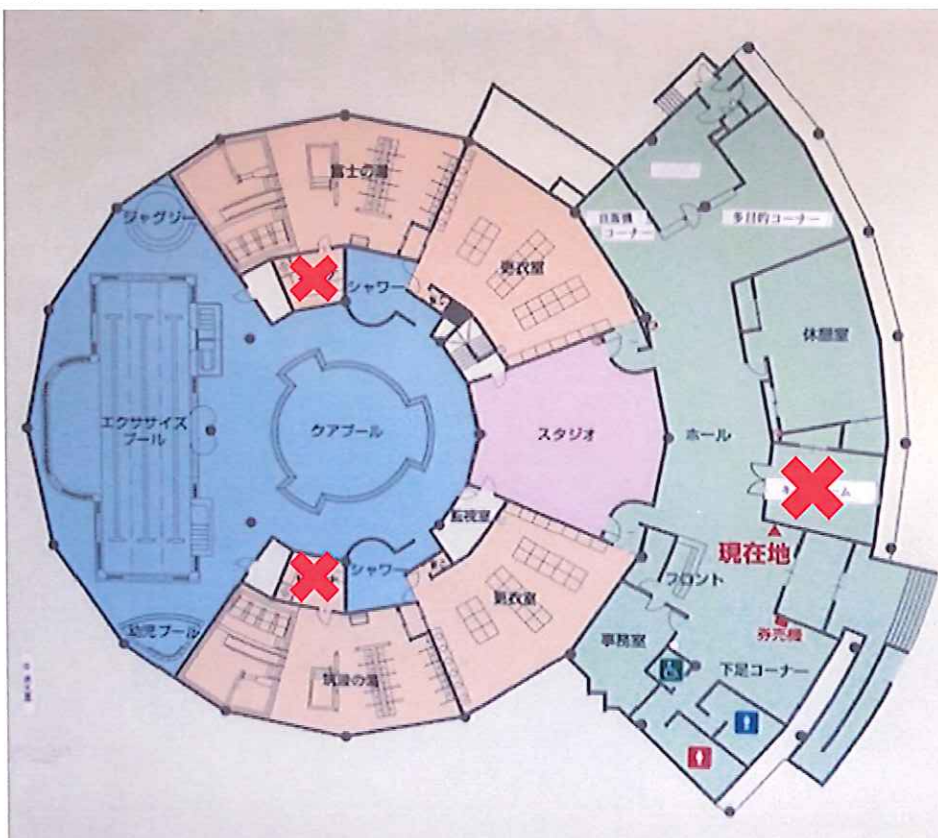 富士の湯
ジャグジー
自販機
コーナー
多目的コーナー
シャワー
更衣室
休憩室
エクササイズ
プール
ケアプール
スタジオ
ホール
監視室
現在地
シャワー
フロント
更衣室
幼児プール
券売機
事務室
筑波の湯
下足コーナー